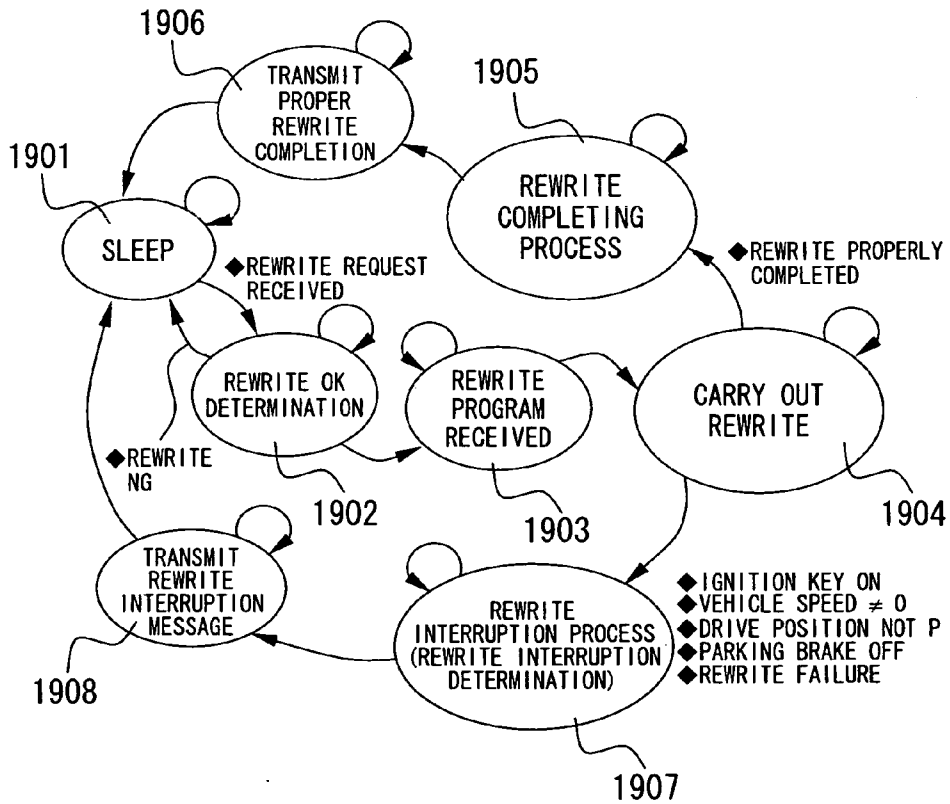 1906
TRANSMIT
PROPER
REWRITE
COMPLETION
1905
REWRITE
COMPLETING
PROCESS
1901
SLEEP
◆REWRITE REQUEST
RECEIVED
◆REWRITE PROPERLY
COMPLETED
REWRITE OK
DETERMINATION
1902
REWRITE
PROGRAM
RECEIVED
1903
CARRY OUT
REWRITE
1904
◆REWRITE
NG
TRANSMIT
REWRITE
INTERRUPTION
MESSAGE
1908
REWRITE
INTERRUPTION PROCESS
(REWRITE INTERRUPTION
DETERMINATION)
1907
◆IGNITION KEY ON
◆VEHICLE SPEED ≠ 0
◆DRIVE POSITION NOT P
◆PARKING BRAKE OFF
◆REWRITE FAILURE